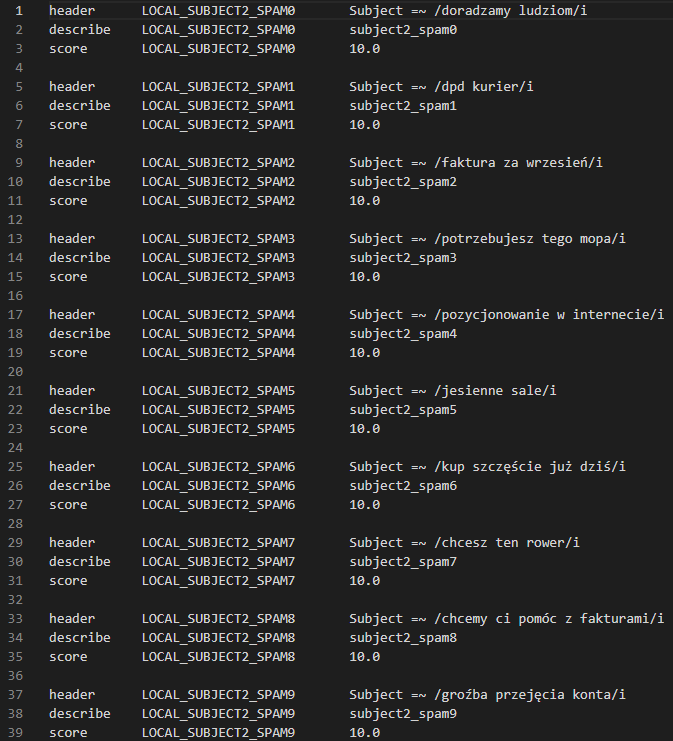 1 header LOCAL_SUBJECT2_SPAM0 Subject =~ /doradzamy ludziom/i
2 describe LOCAL_SUBJECT2_SPAM0 subject2_spam0
3 score LOCAL_SUBJECT2_SPAM0 10.0
4
5 header LOCAL_SUBJECT2_SPAM1 Subject =~ /dpd kurier/i
6 describe LOCAL_SUBJECT2_SPAM1 subject2_spam1
7 score LOCAL_SUBJECT2_SPAM1 10.0
8
9 header LOCAL_SUBJECT2_SPAM2 Subject =~ /faktura za wrzesień/i
10 describe LOCAL_SUBJECT2_SPAM2 subject2_spam2
11 score LOCAL_SUBJECT2_SPAM2 10.0
12
13 header LOCAL_SUBJECT2_SPAM3 Subject =~ /potrzebujesz tego mopa/i
14 describe LOCAL_SUBJECT2_SPAM3 subject2_spam3
15 score LOCAL_SUBJECT2_SPAM3 10.0
16
17 header LOCAL_SUBJECT2_SPAM4 Subject =~ /pozycjonowanie w internecie/i
18 describe LOCAL_SUBJECT2_SPAM4 subject2_spam4
19 score LOCAL_SUBJECT2_SPAM4 10.0
20
21 header LOCAL_SUBJECT2_SPAM5 Subject =~ /jesienne sale/i
22 describe LOCAL_SUBJECT2_SPAM5 subject2_spam5
23 score LOCAL_SUBJECT2_SPAM5 10.0
24
25 header LOCAL_SUBJECT2_SPAM6 Subject =~ /kup szczęście już dziś/i
26 describe LOCAL_SUBJECT2_SPAM6 subject2_spam6
27 score LOCAL_SUBJECT2_SPAM6 10.0
28
29 header LOCAL_SUBJECT2_SPAM7 Subject =~ /chcesz ten rower/i
30 describe LOCAL_SUBJECT2_SPAM7 subject2_spam7
31 score LOCAL_SUBJECT2_SPAM7 10.0
32
33 header LOCAL_SUBJECT2_SPAM8 Subject =~ /chcemy ci pomóc z fakturami/i
34 describe LOCAL_SUBJECT2_SPAM8 subject2_spam8
35 score LOCAL_SUBJECT2_SPAM8 10.0
36
37 header LOCAL_SUBJECT2_SPAM9 Subject =~ /groźba przejęcia konta/i
38 describe LOCAL_SUBJECT2_SPAM9 subject2_spam9
39 score LOCAL_SUBJECT2_SPAM9 10.0